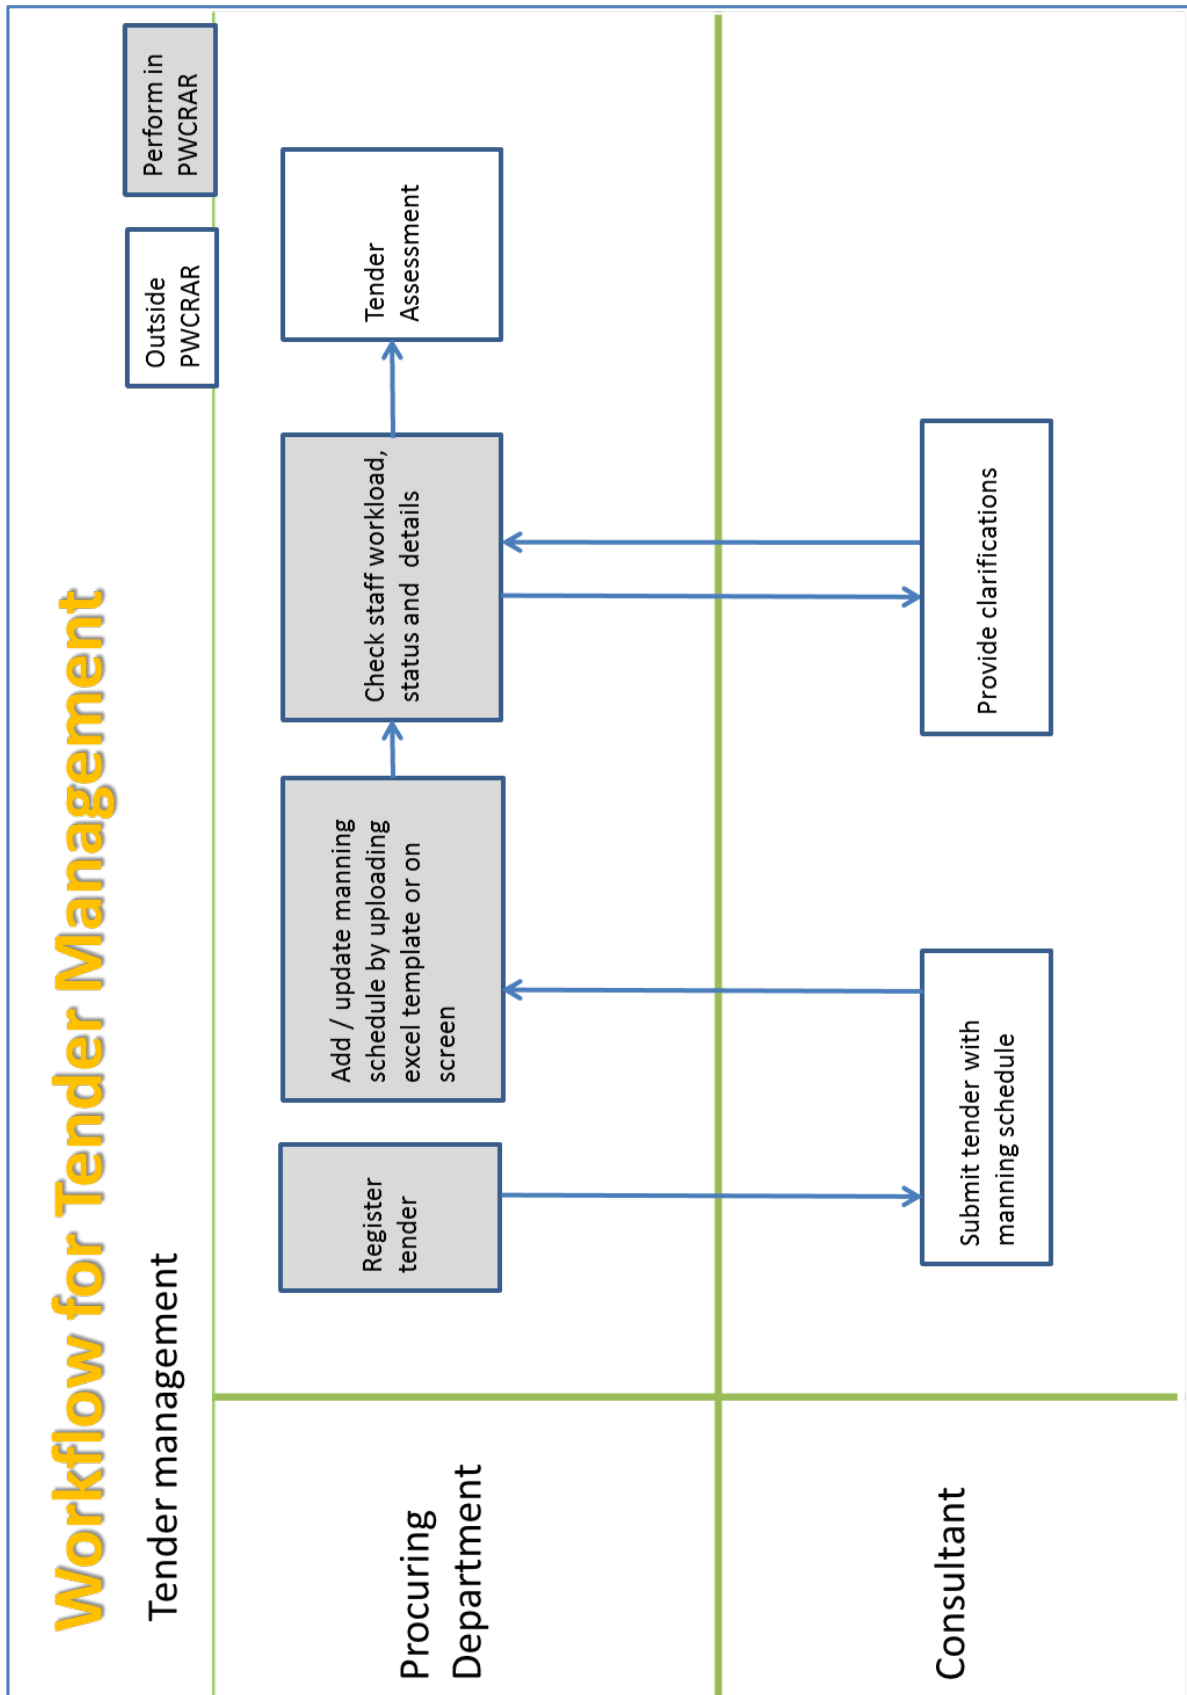 Workflow for Tender Management
Tender management
Outside
PWCRAR
Perform in
PWCRAR
Procuring
Department
Register
tender
Add / update manning
schedule by uploading
excel template or on
screen
Check staff workload,
status and details
Tender
Assessment
Consultant
Submit tender with
manning schedule
Provide clarifications